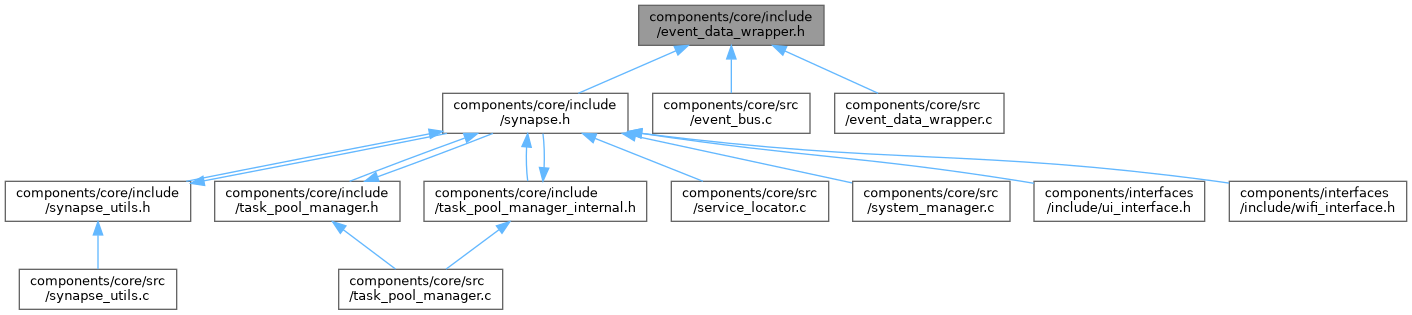 components/core/include
/event_data_wrapper.h
components/core/include
/synapse.h
components/core/src
/event_bus.c
components/core/src
/event_data_wrapper.c
components/core/include
/synapse_utils.h
components/core/include
/task_pool_manager.h
components/core/include
/task_pool_manager_internal.h
components/core/src
/service_locator.c
components/core/src
/system_manager.c
components/interfaces
/include/ui_interface.h
components/interfaces
/include/wifi_interface.h
components/core/src
/synapse_utils.c
components/core/src
/task_pool_manager.c